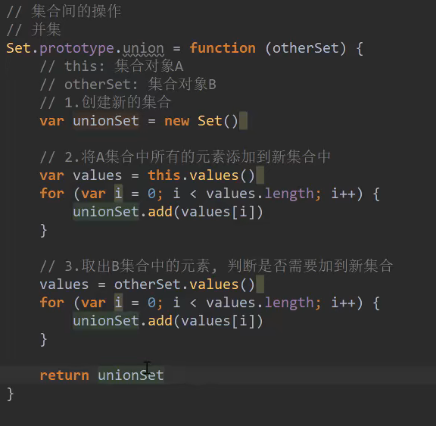 // 集合间的操作
// 并集
Set.prototype.union = function (otherSet) {
// this: 集合对象A
// otherSet: 集合对象B
// 1.创建新的集合
var unionSet = new Set()
// 2.将A集合中所有的元素添加到新集合中
var values = this.values()
for (var i = 0; i < values.length; i++) {
unionSet.add(values[i])
}
// 3.取出B集合中的元素, 判断是否需要加到新集合
values = otherSet.values()
for (var i = 0; i < values.length; i++) {
unionSet.add(values[i])
}
return unionSet
}